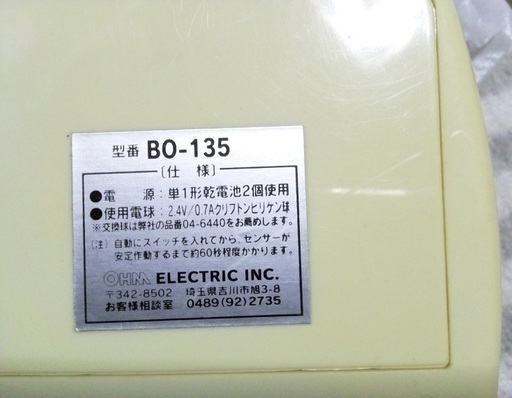 型番 BO-135
〔仕 様〕
●電 源：単1形乾電池2個使用
●使用電球：2.4V/0.7Aクリプトンヒリケン球
※交換球は弊社の品番04-6440をお薦めします。
（注）自動にスイッチを入れてから、センサーが
安定作動するまで約60秒程度かかります。
OHM ELECTRIC INC.
〒342-8502 埼玉県吉川市旭3-8
お客様相談室 0489(92)2735